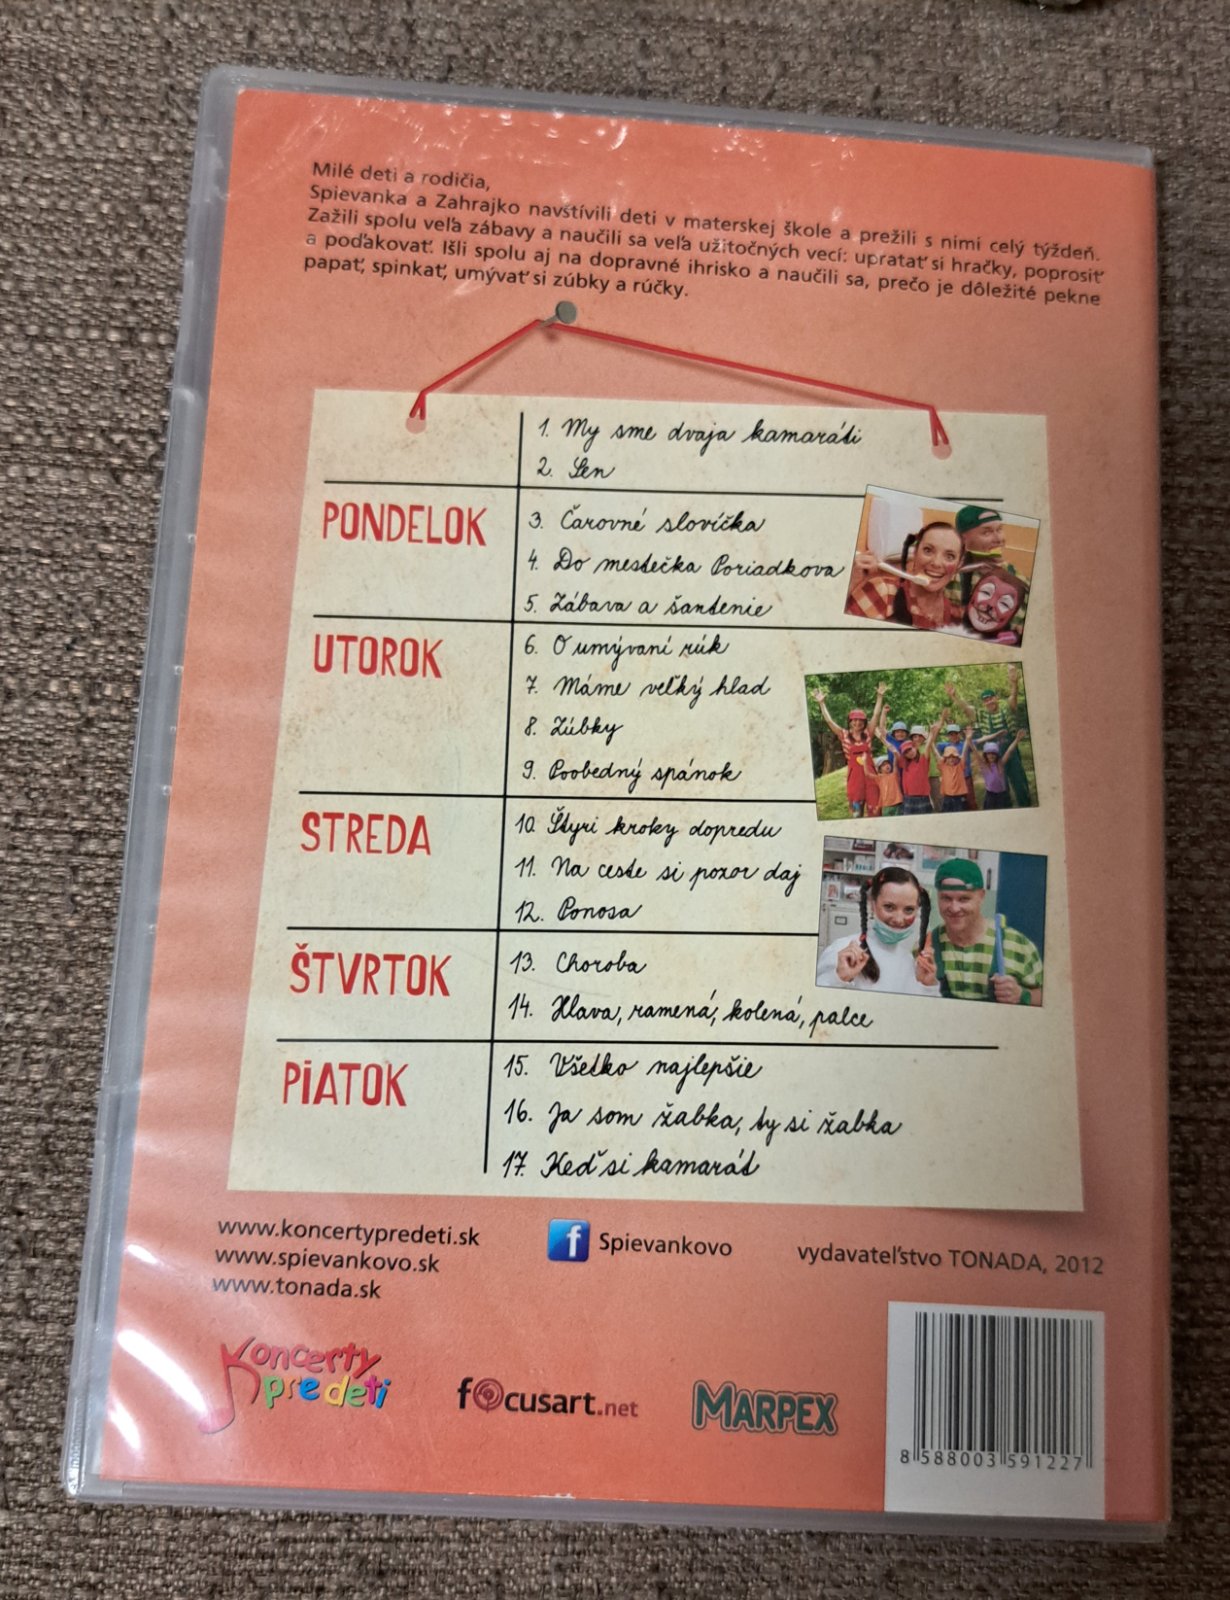 Milé deti a rodičia,
Spievanka a Zahrajko navštívili deti v materskej škole a prežili s nimi celý týždeň.
Zažili spolu veľa zábavy a naučili sa veľa užitočných vecí: upratať si hračky, poprosiť
a poďakovať. Išli spolu aj na dopravné ihrisko a naučili sa, prečo je dôležité pekne
papať, spinkať, umývať si zúbky a rúčky.
1. My sme dvaja kamaráti
2. Sen
PONDELOK
3. Čarovné slovíčka
4. Do mestečka Poriadkova
5. Zábava a šantenie
UTOROK
6. O umývaní rúk
7. Máme veľký hlad
8. Zúbky
9. Poobedný spánok
STREDA
10. Štyri kroky dopredu
11. Na ceste si pozor daj
12. Ponosa
ŠTVRTOK
13. Choroba
14. Hlava, ramená, kolená, palce
PIATOK
15. Všetko najlepšie
16. Ja som žabka, ty si žabka
17. Keď si kamarát
www.koncertypredeti.sk
www.spievankovo.sk
www.tonada.sk
f Spievankovo
vydavateľstvo TONADA, 2012
Koncerty
pre deti
focusart.net
MARPEX
8 588003 591227